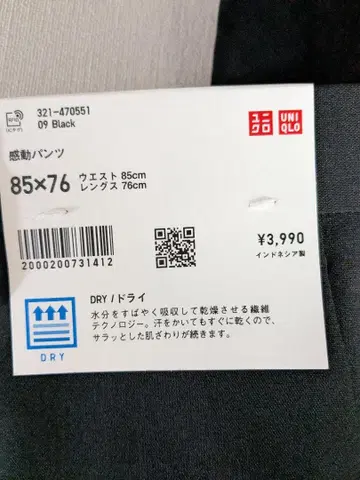 321-470551
09 Black
ユニクロ
UNIQLO
感動パンツ
85×76
ウエスト 85cm
レングス 76cm
2000200731412
¥3,990
インドネシア製
DRY / ドライ
水分をすばやく吸収して乾燥させる繊維
テクノロジー。汗をかいてもすぐに乾くので、
サラッとした肌ざわりが続きます。
DRY